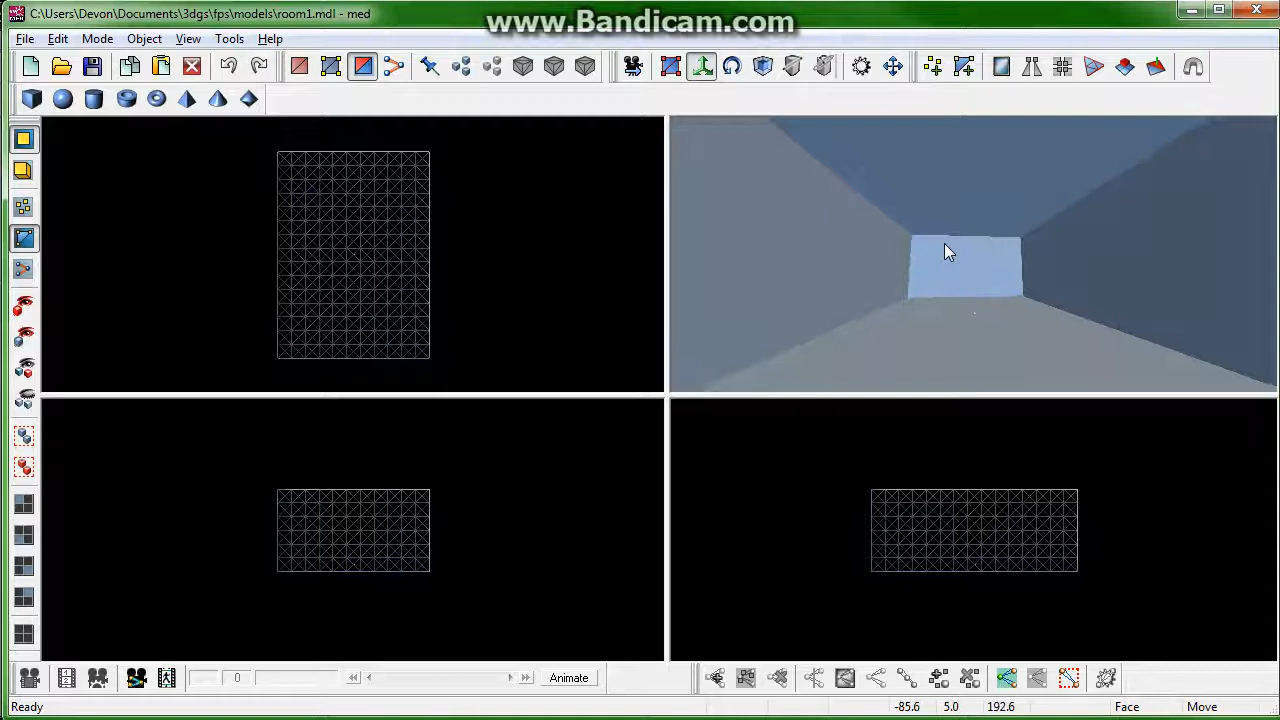 C:\Users\Devon\Documents\3dgs\fps\models\room1.mdl - med
www.Bandicam.com
File Edit Mode Object View Tools Help
0
Animate
Ready
-85.6 5.0 192.6 Face Move